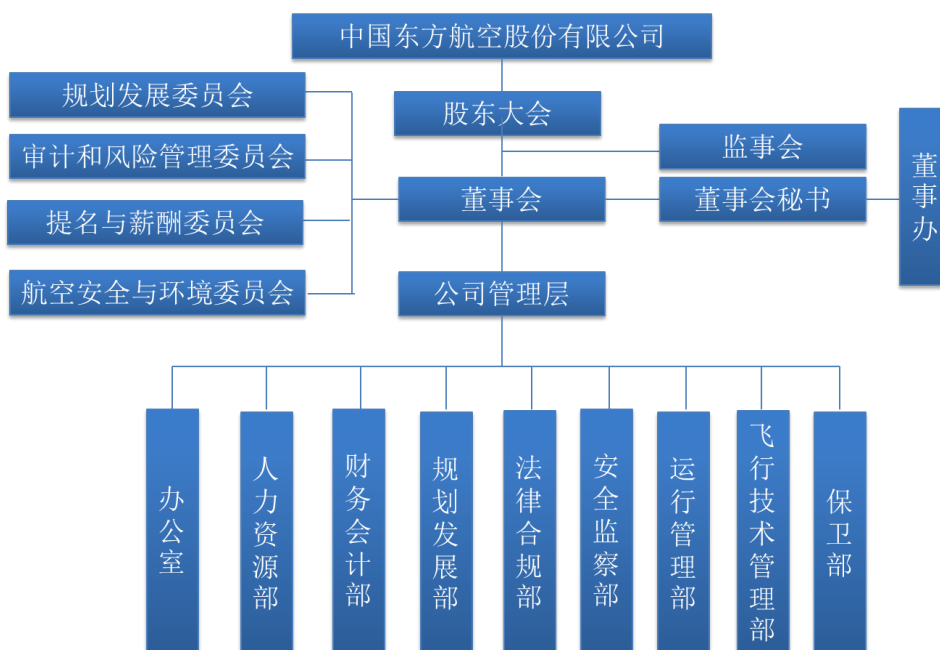 中国东方航空股份有限公司
规划发展委员会
股东大会
审计和风险管理委员会
监事会
提名与薪酬委员会
董事会
董事会秘书
董事办
航空安全与环境委员会
公司管理层
办公室
人力资源部
财务会计部
规划发展部
法律合规部
安全监察部
运行管理部
飞行技术管理部
保卫部